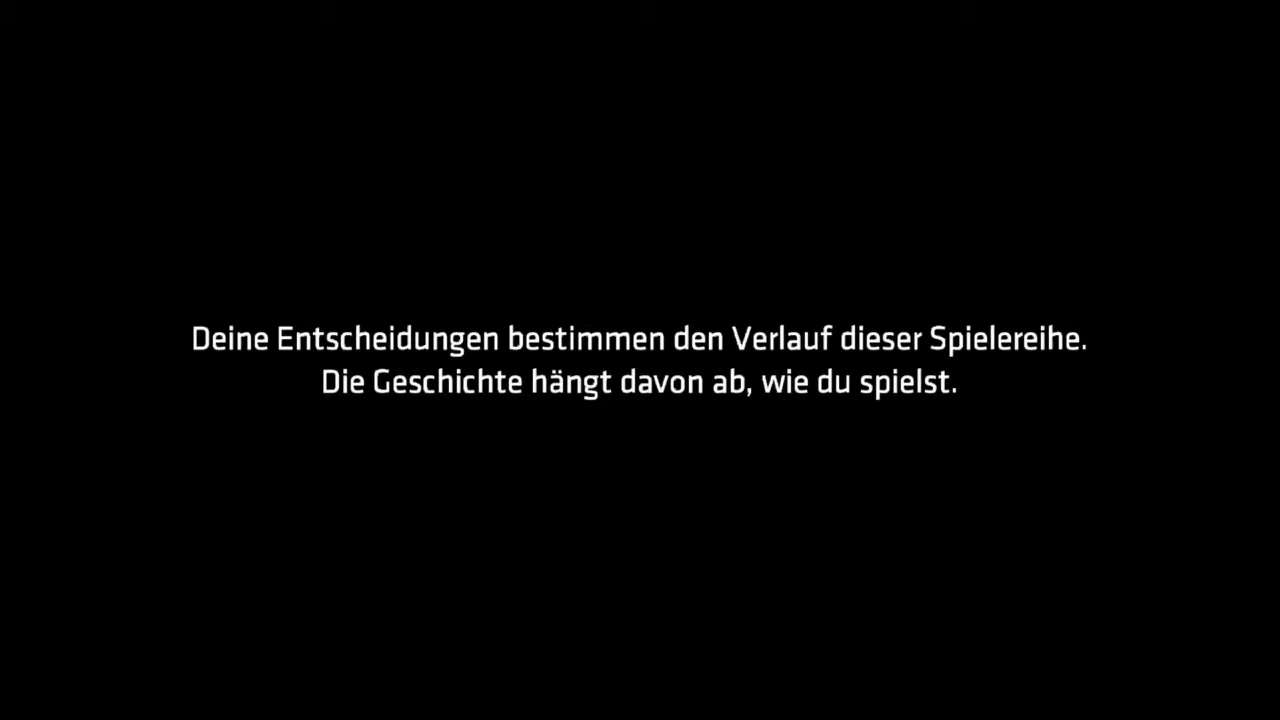 Deine Entscheidungen bestimmen den Verlauf dieser Spielereihe.
Die Geschichte hängt davon ab, wie du spielst.